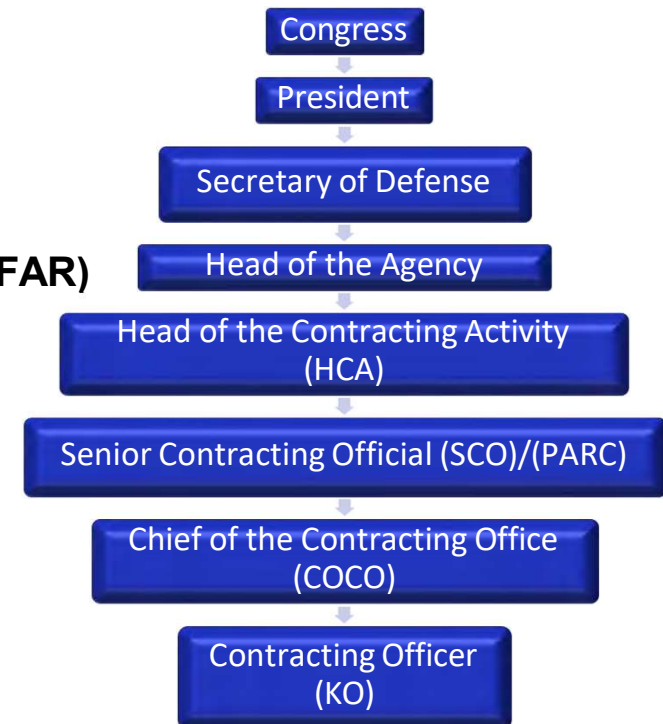 Congress
President
Secretary of Defense
FAR)
Head of the Agency
Head of the Contracting Activity
(HCA)
Senior Contracting Official (SCO)/(PARC)
Chief of the Contracting Office
(COCO)
Contracting Officer
(KO)